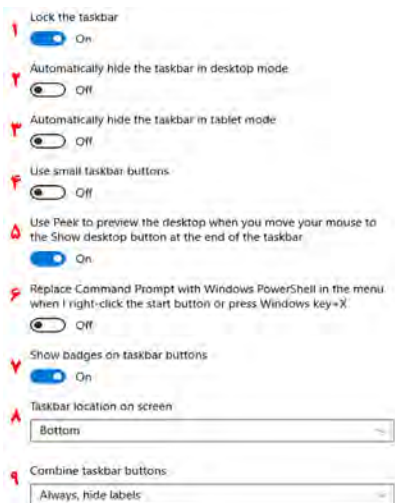 ۱ Lock the taskbar
On
۲ Automatically hide the taskbar in desktop mode
Off
۳ Automatically hide the taskbar in tablet mode
Off
۴ Use small taskbar buttons
Off
۵ Use Peek to preview the desktop when you move your mouse to
the Show desktop button at the end of the taskbar
On
۶ Replace Command Prompt with Windows PowerShell in the menu
when I right-click the start button or press Windows key+X
Off
۷ Show badges on taskbar buttons
On
۸ Taskbar location on screen
Bottom
۹ Combine taskbar buttons
Always, hide labels